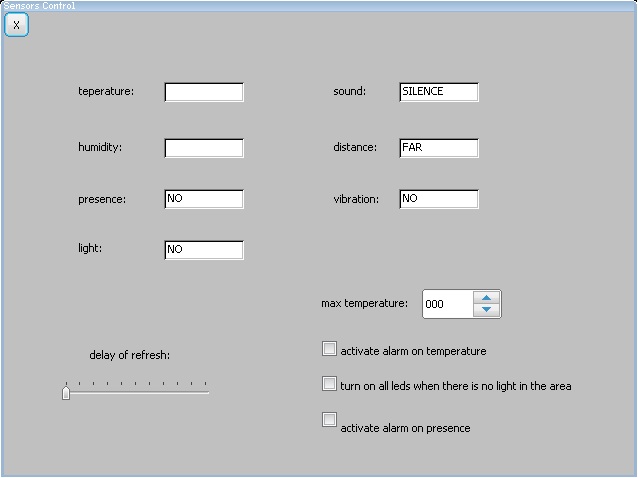 Sensors Control
X
teperature:
sound: SILENCE
humidity:
distance: FAR
presence: NO
vibration: NO
light: NO
max temperature: 000
delay of refresh:
activate alarm on temperature
turn on all leds when there is no light in the area
activate alarm on presence